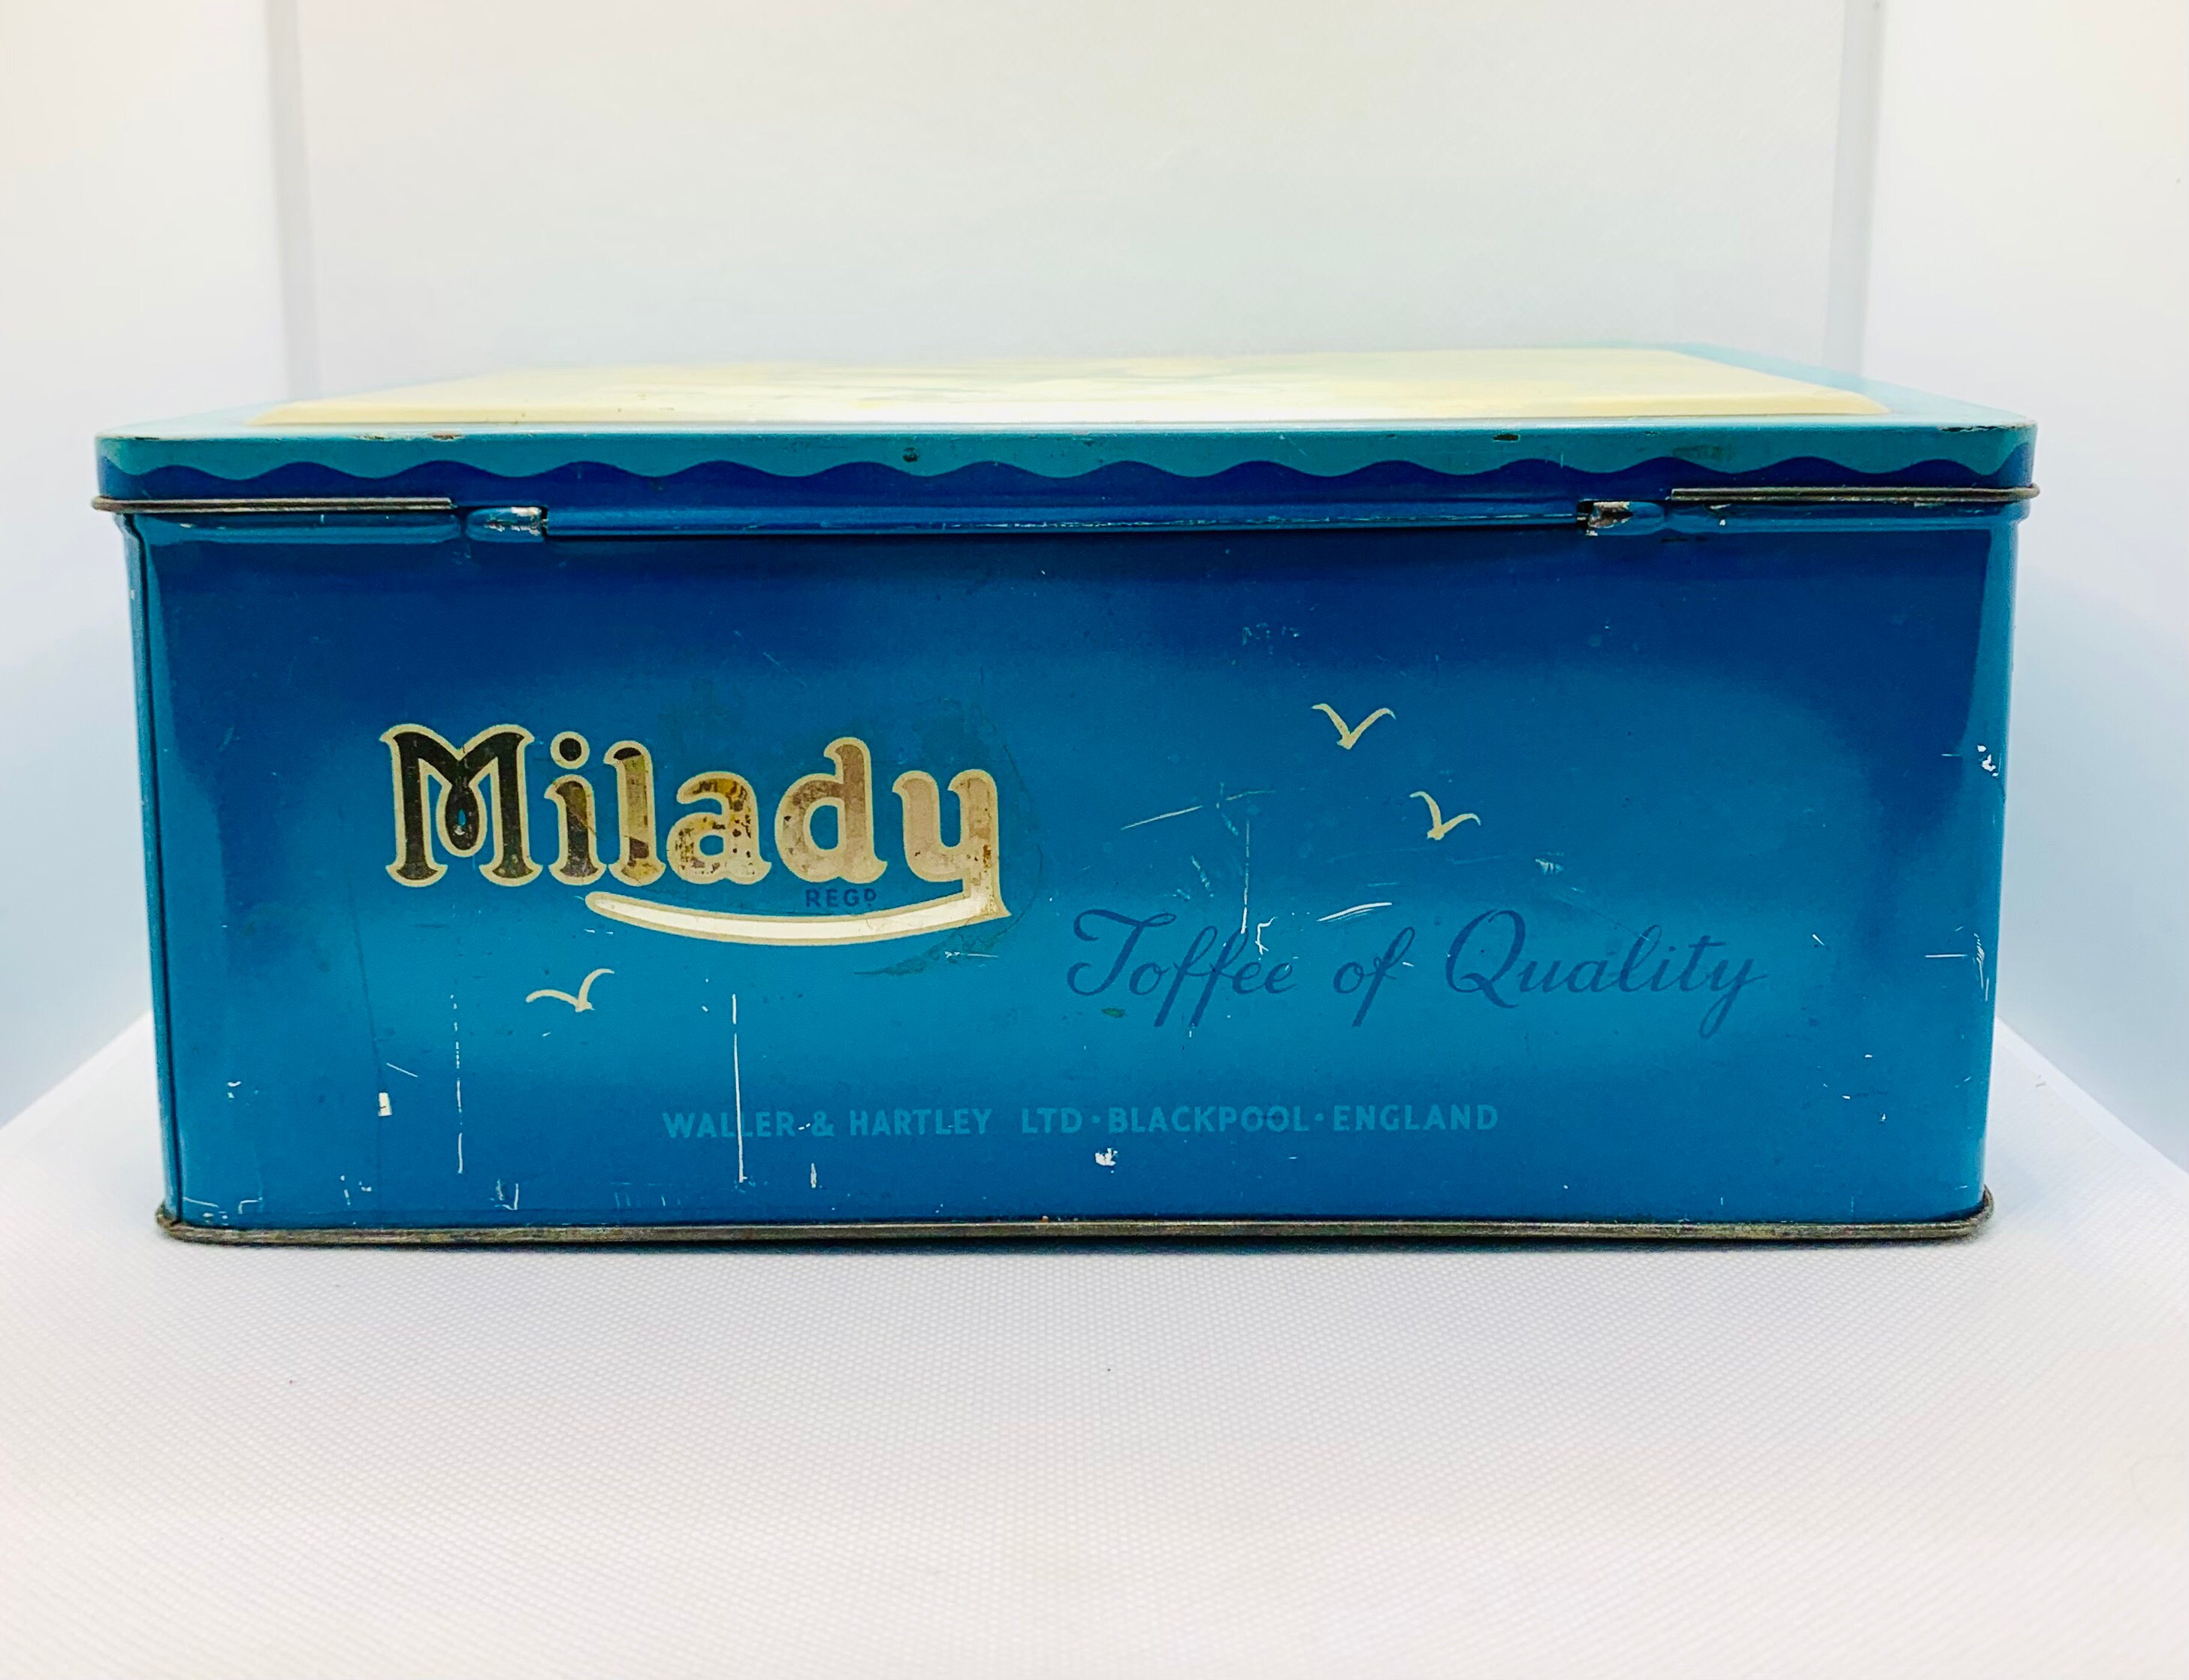 Milady
REGD
Toffee of Quality
WALLER & HARTLEY LTD · BLACKPOOL · ENGLAND